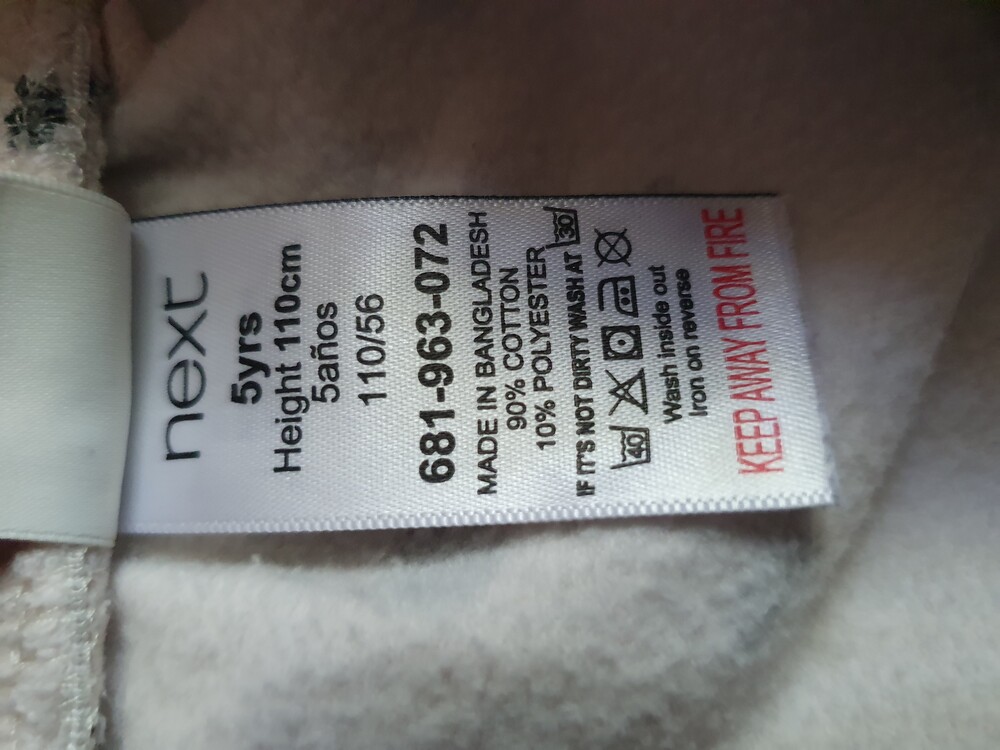 next
5yrs
Height 110cm
5años
110/56
681-963-072
MADE IN BANGLADESH
90% COTTON
10% POLYESTER
IF IT'S NOT DIRTY WASH AT 30
40
Wash inside out
Iron on reverse
KEEP AWAY FROM FIRE